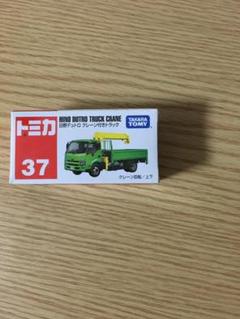 トミカ
37
HINO DUTRO TRUCK CRANE
日野デュトロ クレーン付きトラック
TAKARA
TOMY
クレーン回転/上下